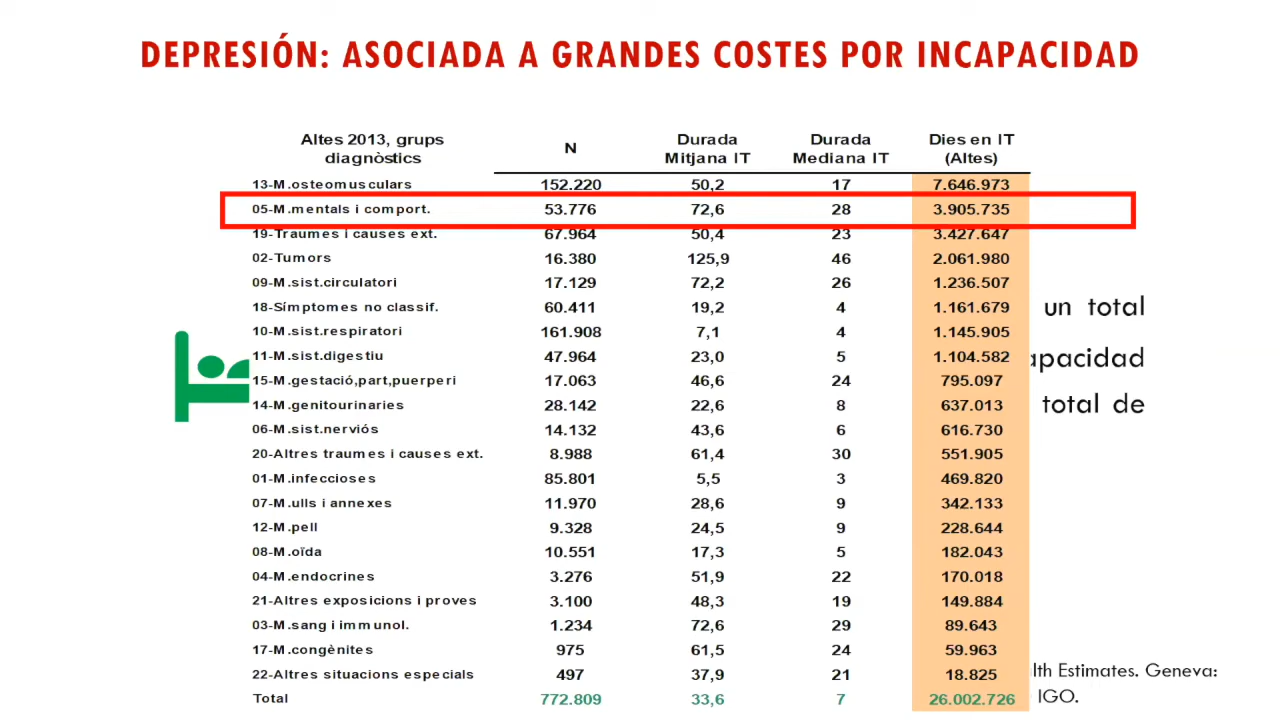 DEPRESIÓN: ASOCIADA A GRANDES COSTES POR INCAPACIDAD
Altes 2013, grups diagnòstics N Durada Mitjana IT Durada Mediana IT Dies en IT (Altes)
13-M.osteomusculars 152.220 50,2 17 7.646.973
05-M.mentals i comport. 53.776 72,6 28 3.905.735
19-Traumes i causes ext. 67.964 50,4 23 3.427.647
02-Tumors 16.380 125,9 46 2.061.980
09-M.sist.circulatori 17.129 72,2 26 1.236.507
18-Símptomes no classif. 60.411 19,2 4 1.161.679
10-M.sist.respiratori 161.908 7,1 4 1.145.905
11-M.sist.digestiu 47.964 23,0 5 1.104.582
15-M.gestació,part,puerperi 17.063 46,6 24 795.097
14-M.genitourinaries 28.142 22,6 8 637.013
06-M.sist.nerviós 14.132 43,6 6 616.730
20-Altres traumes i causes ext. 8.988 61,4 30 551.905
01-M.infeccioses 85.801 5,5 3 469.820
07-M.ulls i annexes 11.970 28,6 9 342.133
12-M.pell 9.328 24,5 9 228.644
08-M.oïda 10.551 17,3 5 182.043
04-M.endocrines 3.276 51,9 22 170.018
21-Altres exposicions i proves 3.100 48,3 19 149.884
03-M.sang i immunol. 1.234 72,6 29 89.643
17-M.congènites 975 61,5 24 59.963
22-Altres situacions especials 497 37,9 21 18.825
Total 772.809 33,6 7 26.002.726
un total
apacidad
total de
lth Estimates. Geneva:
IGO.